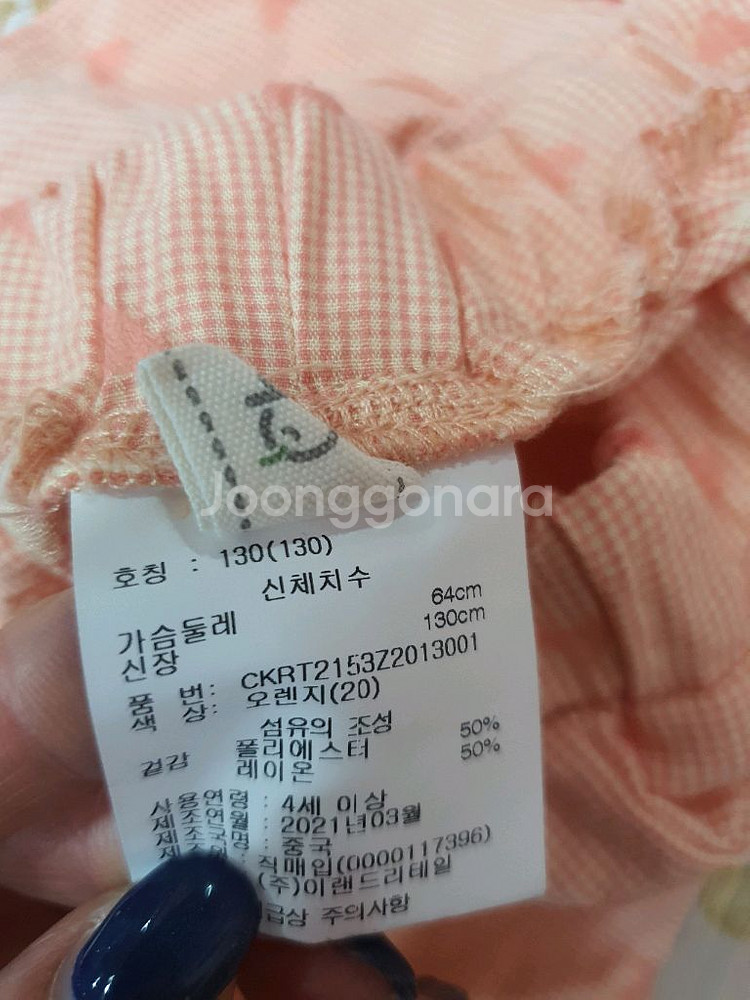 Joonggonara
호칭 : 130(130)
신체치수
가슴둘레 64cm
신장 130cm
품 번: CKRT2153Z2013001
색 상: 오렌지(20)
섬유의 조성
겉감 폴리에스터 50%
레이온 50%
사용연령 : 4세 이상
제조연월 : 2021년03월
제조국명 : 중국
직매입(0000117396)
(주)이랜드리테일
급상 주의사항